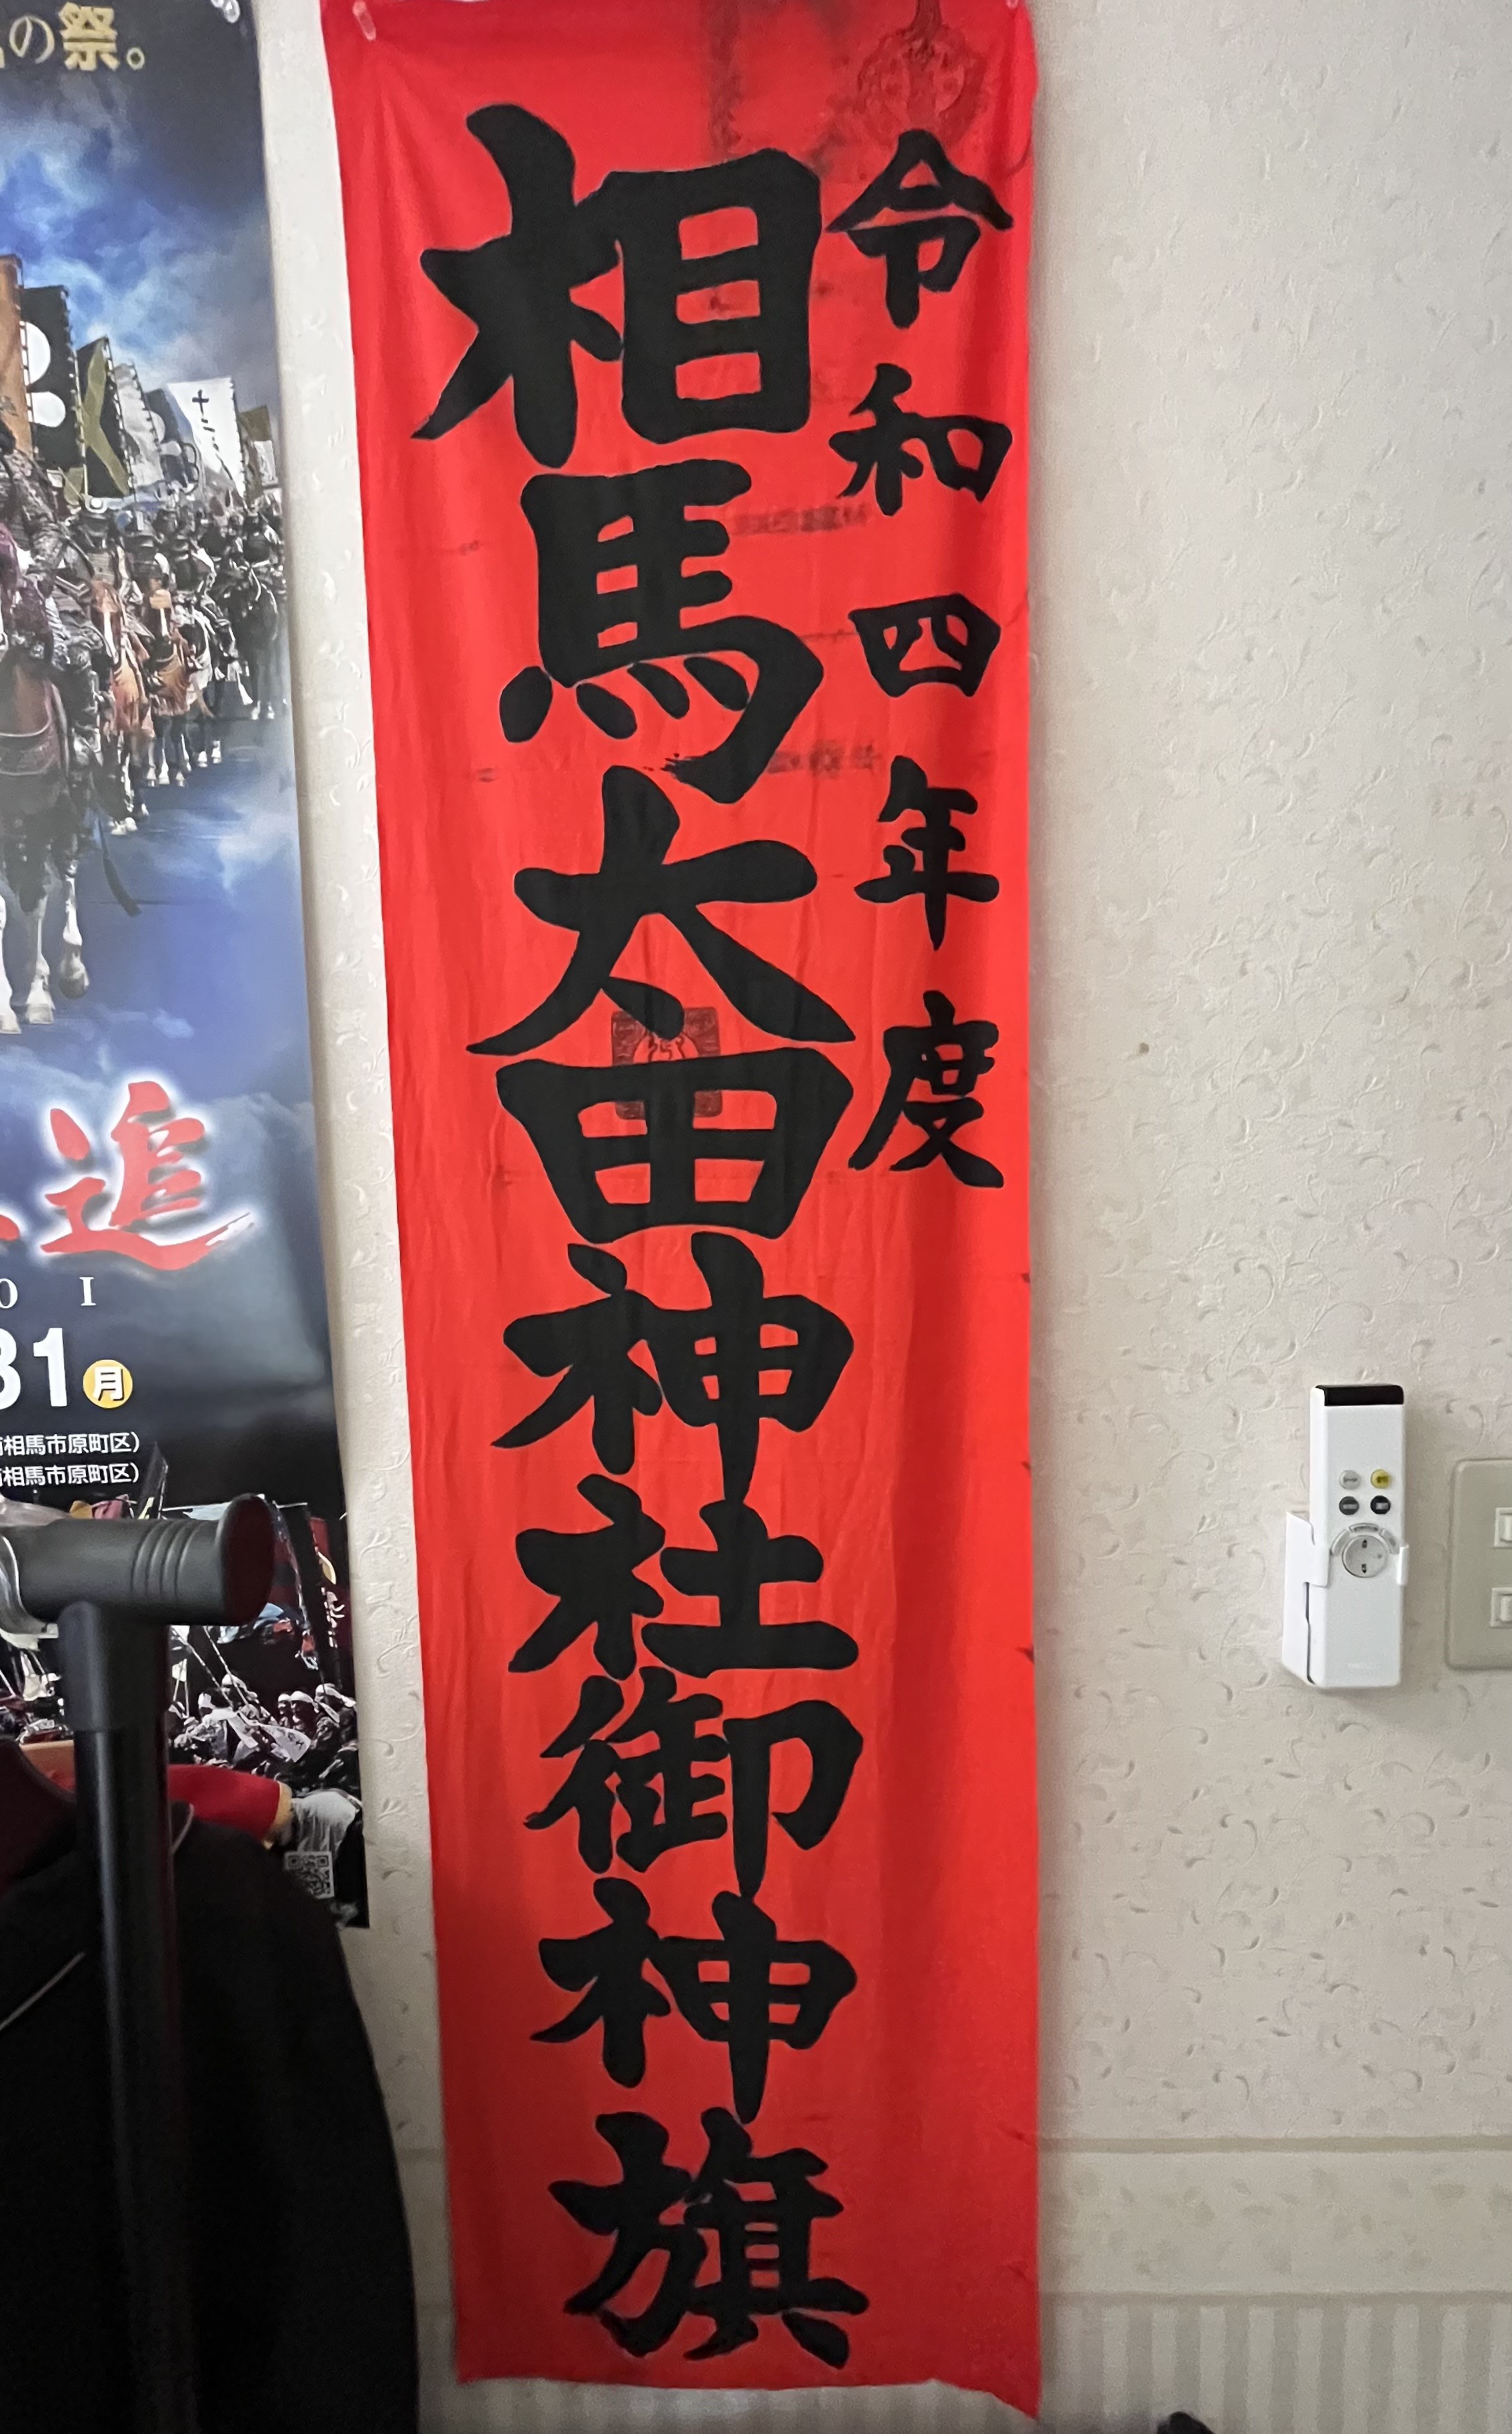 令和四年度
相馬太田神社御神旗
の祭。
追
O I
31 月
相馬市原町区)
相馬市原町区)